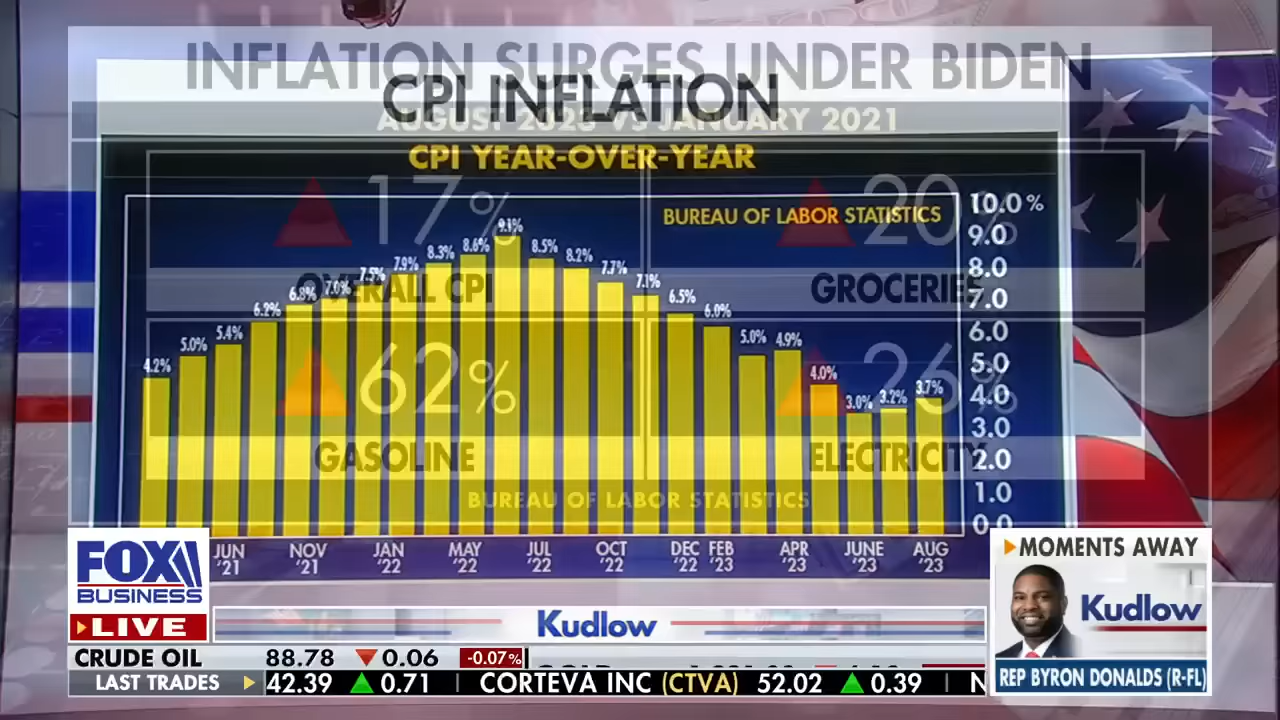 INFLATION SURGES UNDER BIDEN
CPI INFLATION
AUGUST 2023 VS JANUARY 2021
CPI YEAR-OVER-YEAR
17%
20%
BUREAU OF LABOR STATISTICS
OVERALL CPI
GROCERIES
62%
26%
GASOLINE
ELECTRICITY
BUREAU OF LABOR STATISTICS
4.2% 5.0% 5.4% 6.2% 6.8% 7.0% 7.5% 7.9% 8.3% 8.6% 9.1% 8.5% 8.2% 7.7% 7.1% 6.5% 6.0% 5.0% 4.9% 4.0% 3.0% 3.2% 3.7%
10.0%
9.0
8.0
7.0
6.0
5.0
4.0
3.0
2.0
1.0
0.0
JUN '21 NOV '21 JAN '22 MAY '22 JUL '22 OCT '22 DEC '22 FEB '23 APR '23 JUNE '23 AUG '23
FOX
BUSINESS
LIVE
Kudlow
MOMENTS AWAY
Kudlow
REP BYRON DONALDS (R-FL)
CRUDE OIL 88.78 0.06 -0.07%
LAST TRADES 42.39 0.71 CORTEVA INC (CTVA) 52.02 0.39 N